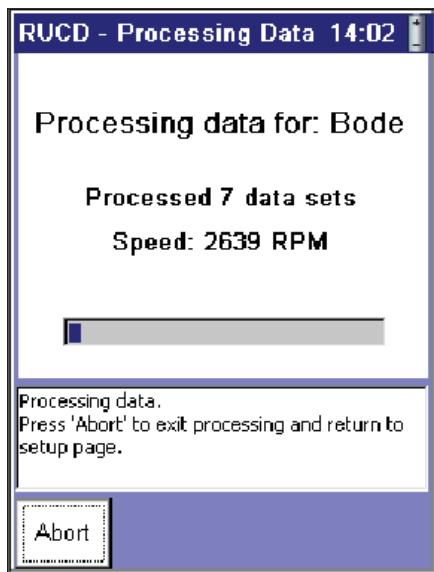 RUCD - Processing Data 14:02
Processing data for: Bode
Processed 7 data sets
Speed: 2639 RPM
Processing data.
Press 'Abort' to exit processing and return to
setup page.
Abort